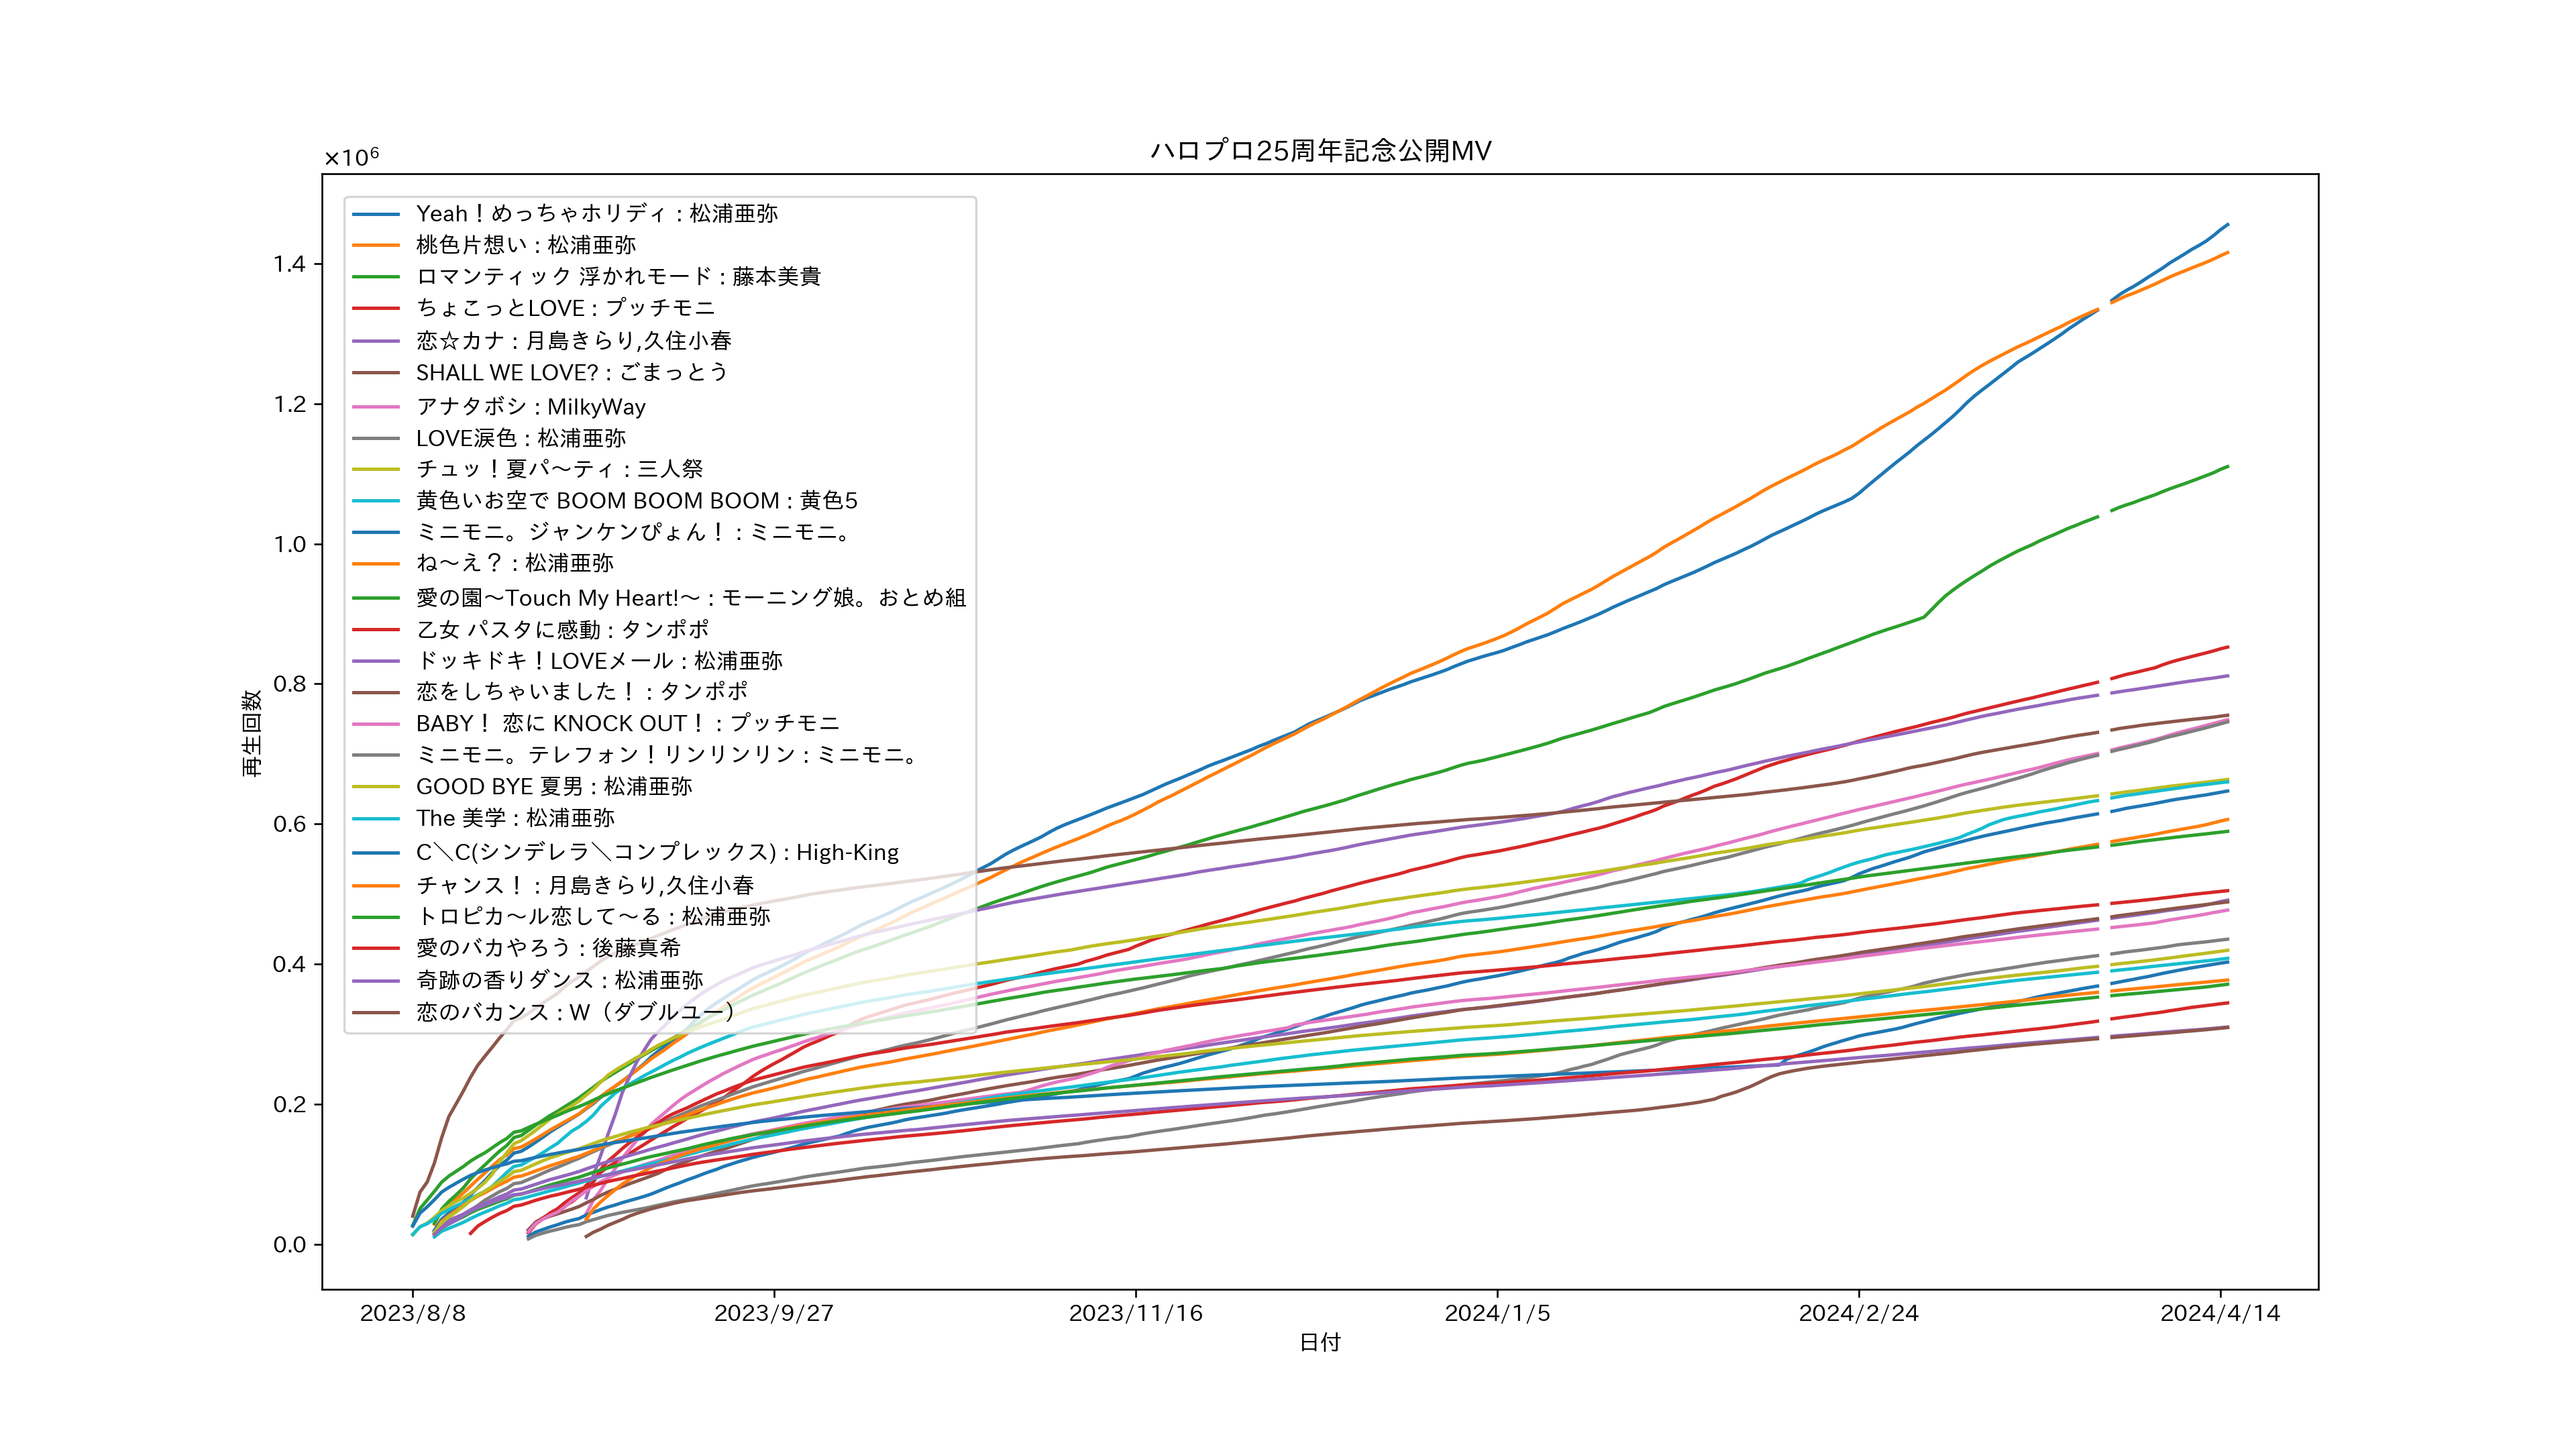 ハロプロ25周年記念公開MV
×10⁶
1.4
1.2
1.0
0.8
0.6
0.4
0.2
0.0
再生回数
Yeah！めっちゃホリディ : 松浦亜弥
桃色片想い : 松浦亜弥
ロマンティック 浮かれモード : 藤本美貴
ちょこっとLOVE : プッチモニ
恋☆カナ : 月島きらり,久住小春
SHALL WE LOVE? : ごまっとう
アナタボシ : MilkyWay
LOVE涙色 : 松浦亜弥
チュッ！夏パ〜ティ : 三人祭
黄色いお空で BOOM BOOM BOOM : 黄色5
ミニモニ。ジャンケンぴょん！ : ミニモニ。
ね〜え？ : 松浦亜弥
愛の園〜Touch My Heart!〜 : モーニング娘。おとめ組
乙女 パスタに感動 : タンポポ
ドッキドキ！LOVEメール : 松浦亜弥
恋をしちゃいました！ : タンポポ
BABY！ 恋に KNOCK OUT！ : プッチモニ
ミニモニ。テレフォン！リンリンリン : ミニモニ。
GOOD BYE 夏男 : 松浦亜弥
The 美学 : 松浦亜弥
C＼C(シンデレラ＼コンプレックス) : High-King
チャンス！ : 月島きらり,久住小春
トロピカ〜ル恋して〜る : 松浦亜弥
愛のバカやろう : 後藤真希
奇跡の香りダンス : 松浦亜弥
恋のバカンス : W（ダブルユー）
2023/8/8
2023/9/27
2023/11/16
2024/1/5
2024/2/24
2024/4/14
日付